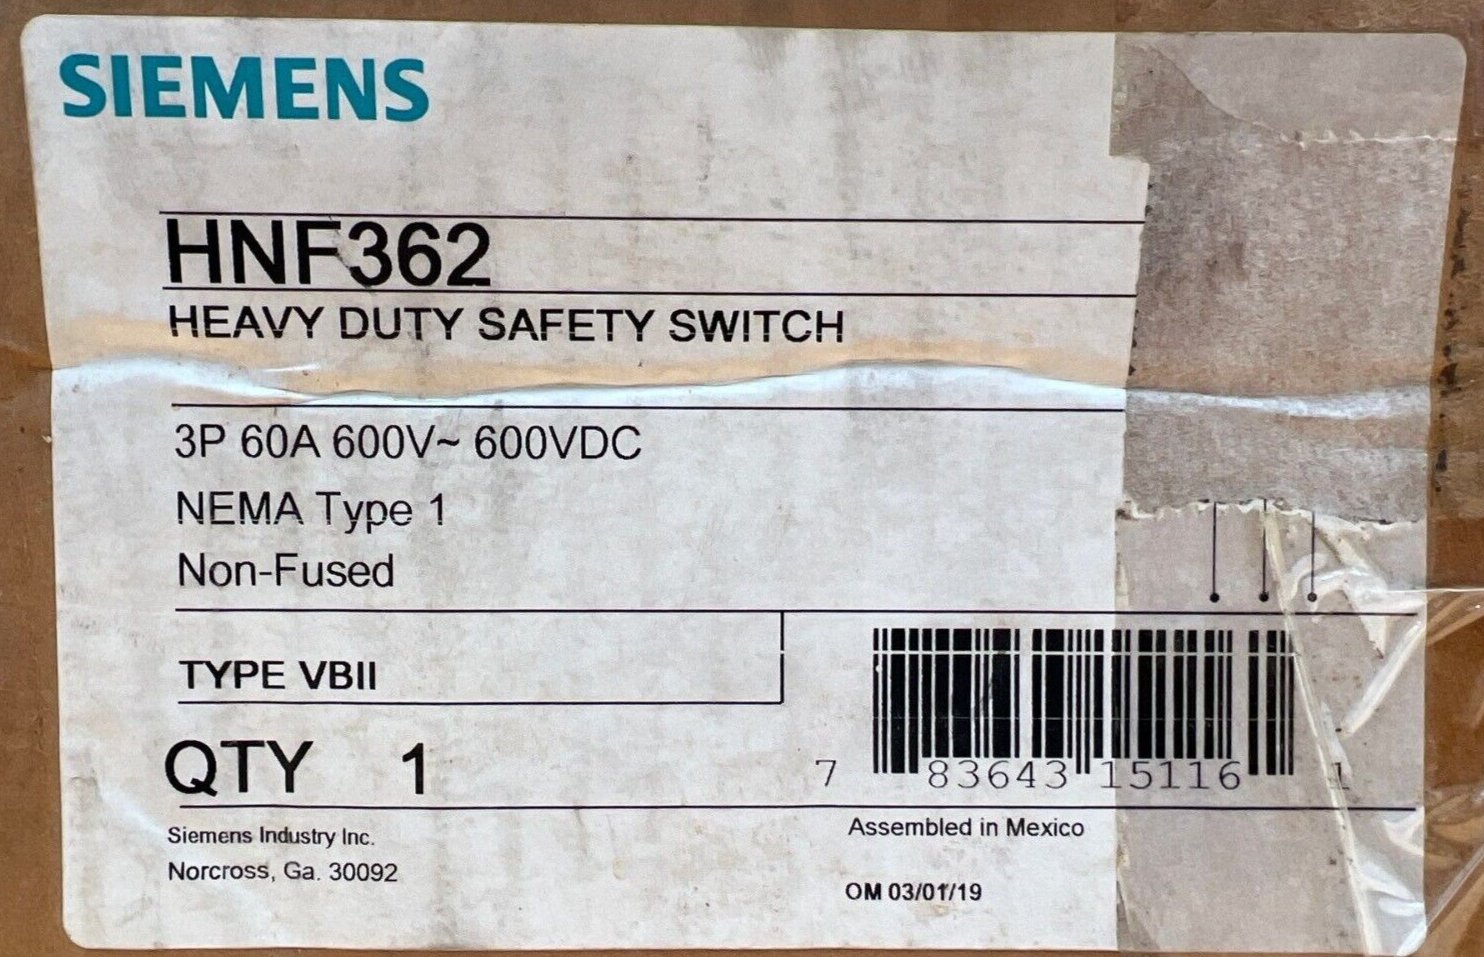 SIEMENS
HNF362
HEAVY DUTY SAFETY SWITCH
3P 60A 600V~ 600VDC
NEMA Type 1
Non-Fused
TYPE VBII
QTY 1
7 83643 15116 1
Siemens Industry Inc.
Norcross, Ga. 30092
Assembled in Mexico
OM 03/01/19